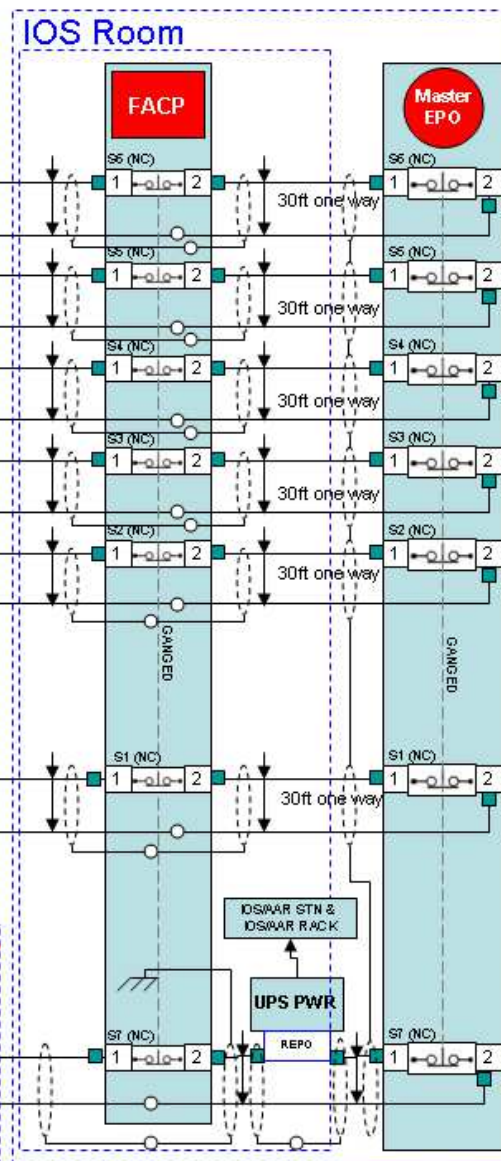 IOS Room
FACP
Master
EPO
S6 (NC)
1 2
S6 (NC)
1 2
30ft one way
S5 (NC)
1 2
S5 (NC)
1 2
30ft one way
S4 (NC)
1 2
S4 (NC)
1 2
30ft one way
S3 (NC)
1 2
S3 (NC)
1 2
30ft one way
S2 (NC)
1 2
S2 (NC)
1 2
30ft one way
GANGED
GANGED
S1 (NC)
1 2
S1 (NC)
1 2
30ft one way
IOS/AAR STN &
IOS/AAR RACK
UPS PWR
REPO
S7 (NC)
1 2
S7 (NC)
1 2